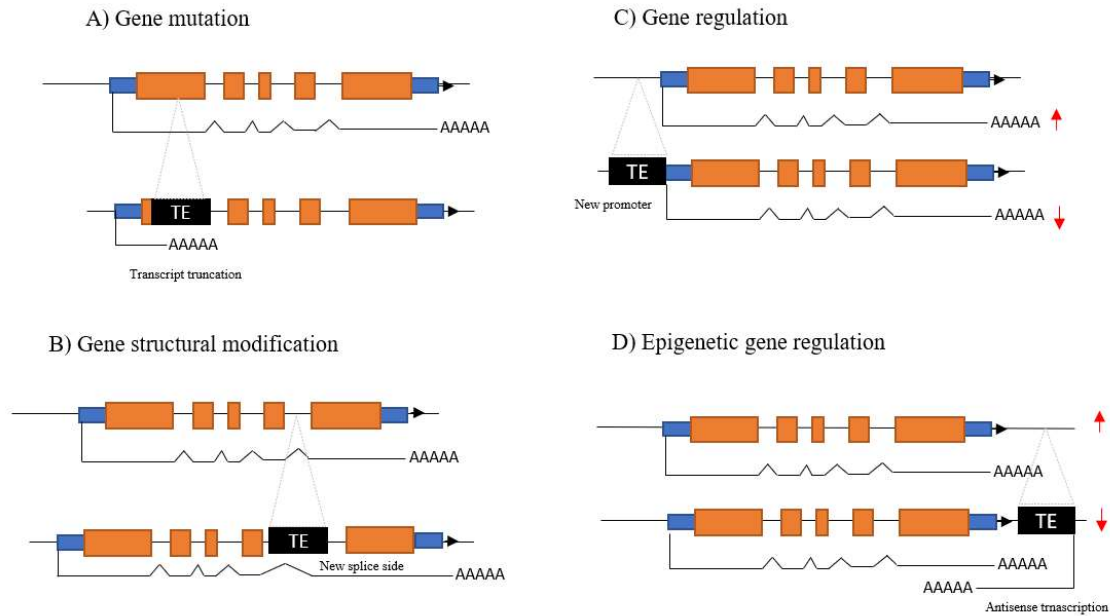 A) Gene mutation
AAAAA
TE
AAAAA
Transcript truncation
B) Gene structural modification
AAAAA
TE
New splice side
AAAAA
C) Gene regulation
AAAAA
TE
New promoter
AAAAA
D) Epigenetic gene regulation
AAAAA
TE
AAAAA
AAAAA
Antisense trnascription